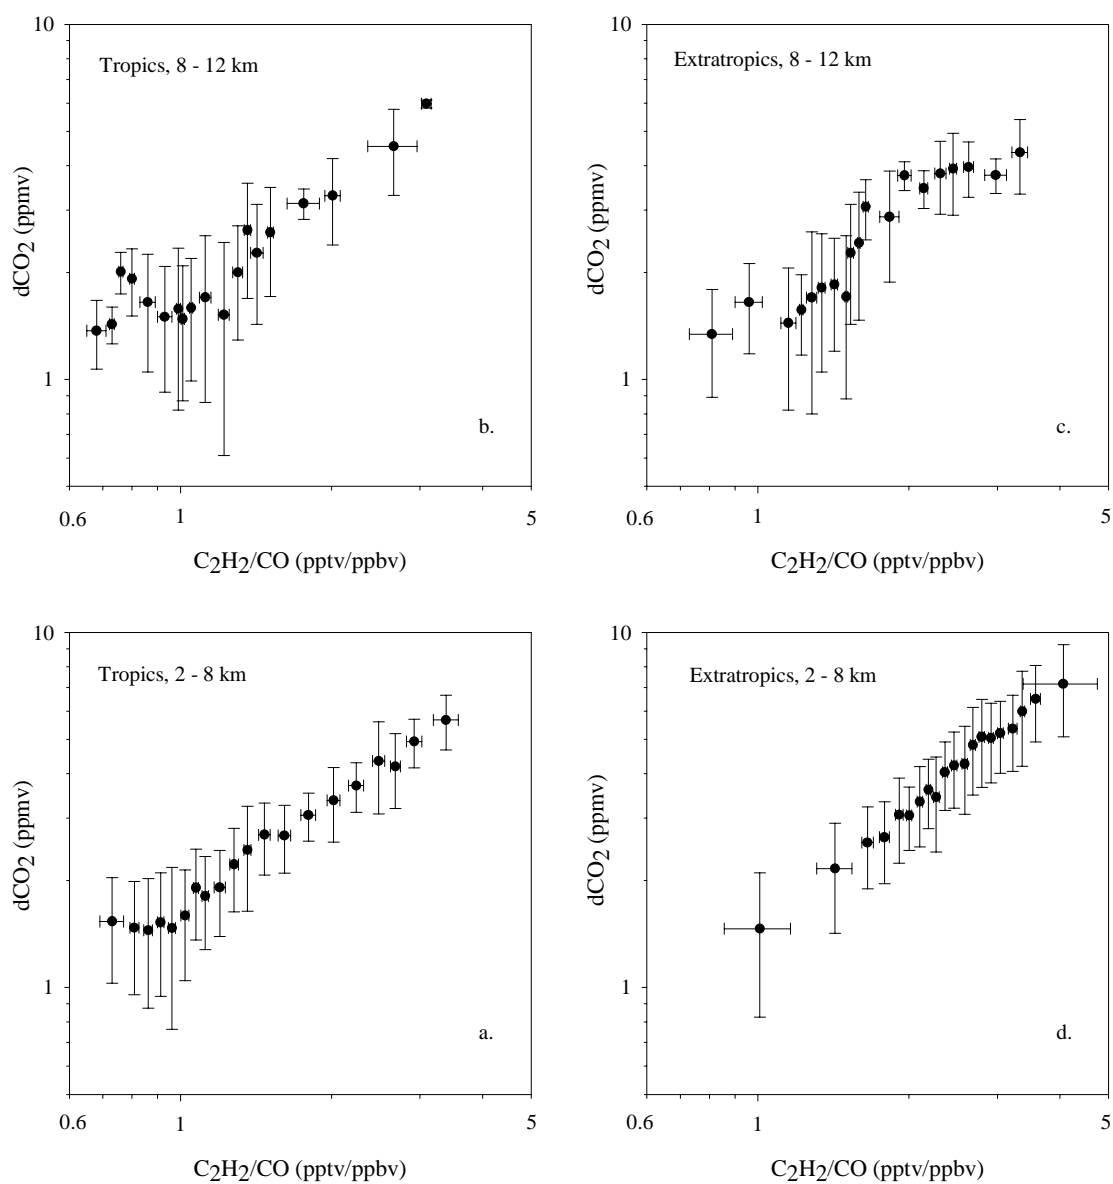 10
Tropics, 8 - 12 km
dCO2 (ppmv)
1
b.
0.6
1
5
C2H2/CO (pptv/ppbv)
10
Extratropics, 8 - 12 km
dCO2 (ppmv)
1
c.
0.6
1
5
C2H2/CO (pptv/ppbv)
10
Tropics, 2 - 8 km
dCO2 (ppmv)
1
a.
0.6
1
5
C2H2/CO (pptv/ppbv)
10
Extratropics, 2 - 8 km
dCO2 (ppmv)
1
d.
0.6
1
5
C2H2/CO (pptv/ppbv)